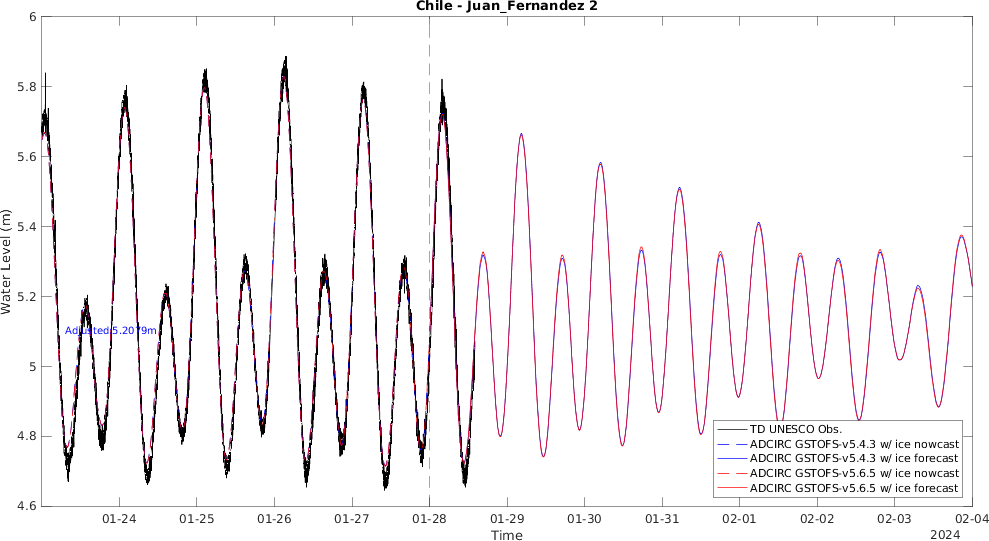 Chile - Juan_Fernandez 2
Water Level (m)
6
5.8
5.6
5.4
5.2
5
4.8
4.6
Adjusted:5.2079m
TD UNESCO Obs.
ADCIRC GSTOFS-v5.4.3 w/ ice nowcast
ADCIRC GSTOFS-v5.4.3 w/ ice forecast
ADCIRC GSTOFS-v5.6.5 w/ ice nowcast
ADCIRC GSTOFS-v5.6.5 w/ ice forecast
01-24 01-25 01-26 01-27 01-28 01-29 01-30 01-31 02-01 02-02 02-03 02-04
Time
2024